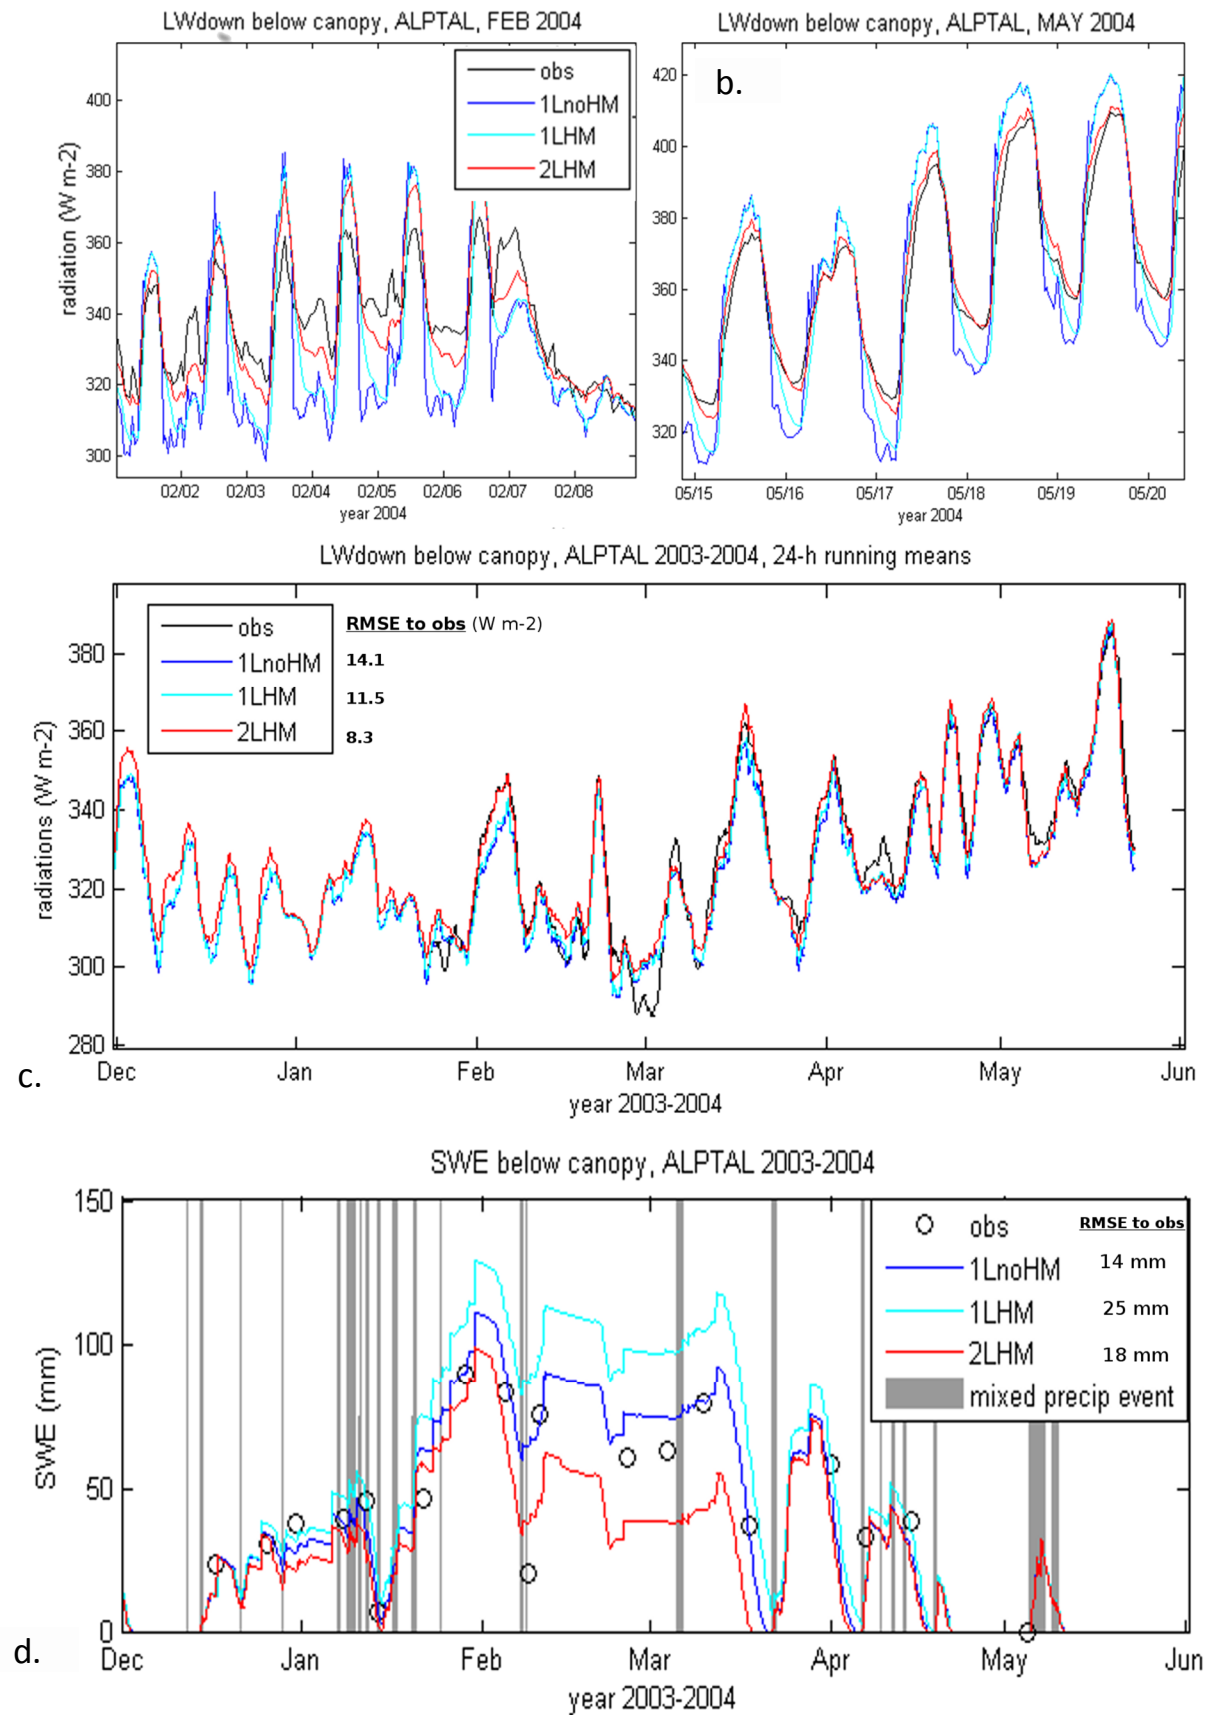 LWdown below canopy, ALPTAL, FEB 2004
radiation (W m-2)
400
380
360
340
320
300
obs
1LnoHM
1LHM
2LHM
02/02
02/03
02/04
02/05
02/06
02/07
02/08
year 2004
LWdown below canopy, ALPTAL, MAY 2004
b.
420
400
380
360
340
320
05/15
05/16
05/17
05/18
05/19
05/20
year 2004
LWdown below canopy, ALPTAL 2003-2004, 24-h running means
radiations (W m-2)
380
360
340
320
300
280
obs
1LnoHM
1LHM
2LHM
RMSE to obs (W m-2)
14.1
11.5
8.3
Dec
Jan
Feb
Mar
Apr
May
Jun
c.
year 2003-2004
SWE below canopy, ALPTAL 2003-2004
SWE (mm)
150
100
50
0
obs
1LnoHM
1LHM
2LHM
mixed precip event
RMSE to obs
14 mm
25 mm
18 mm
d.
Dec
Jan
Feb
Mar
Apr
May
Jun
year 2003-2004